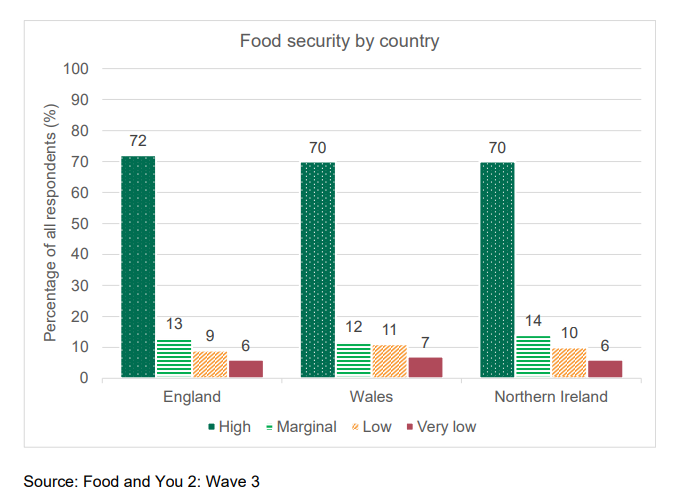 Food security by country
Percentage of all respondents (%)
100
90
80
70
60
50
40
30
20
10
0
72
13
9
6
70
12
11
7
70
14
10
6
England
Wales
Northern Ireland
High
Marginal
Low
Very low
Source: Food and You 2: Wave 3